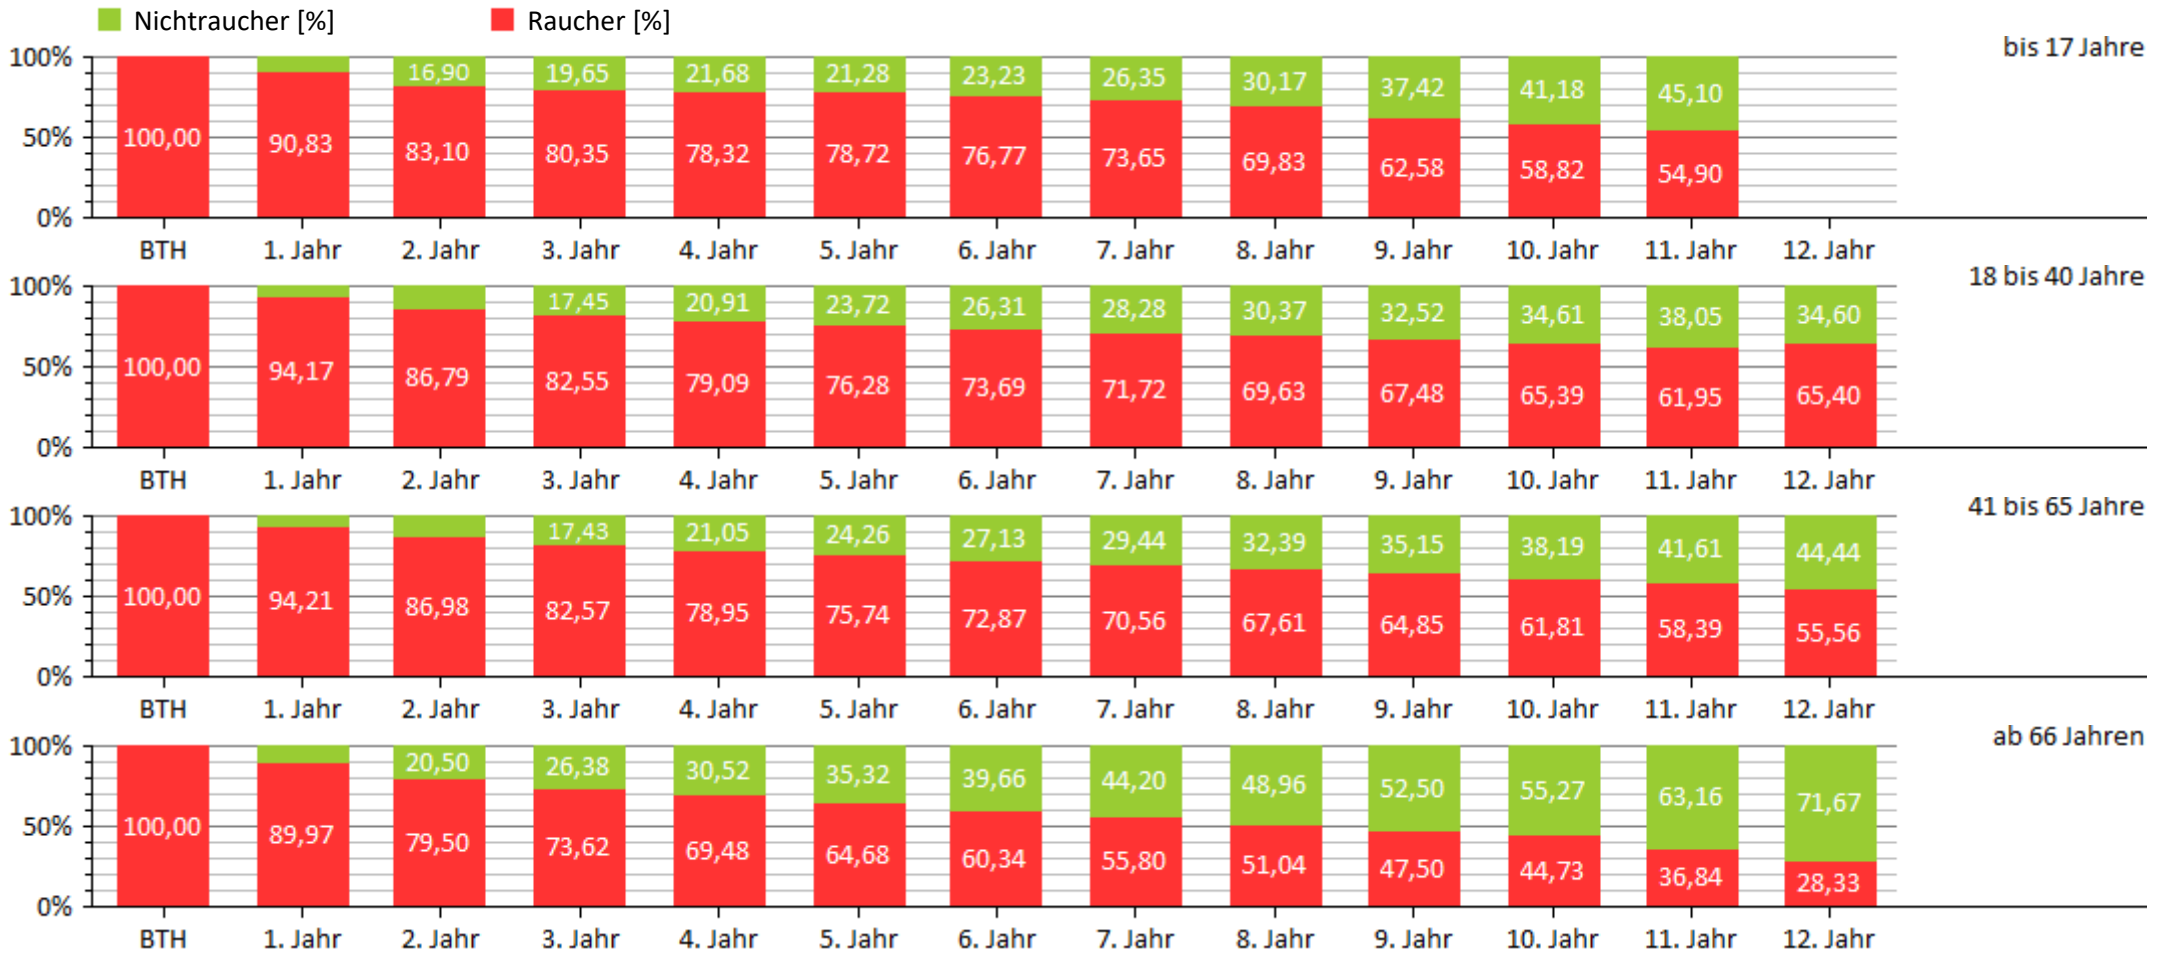 Nichtraucher [%] Raucher [%]
bis 17 Jahre
100%
16,90 19,65 21,68 21,28 23,23 26,35 30,17 37,42 41,18 45,10
50%
100,00 90,83 83,10 80,35 78,32 78,72 76,77 73,65 69,83 62,58 58,82 54,90
0%
BTH 1. Jahr 2. Jahr 3. Jahr 4. Jahr 5. Jahr 6. Jahr 7. Jahr 8. Jahr 9. Jahr 10. Jahr 11. Jahr 12. Jahr
18 bis 40 Jahre
100%
17,45 20,91 23,72 26,31 28,28 30,37 32,52 34,61 38,05 34,60
50%
100,00 94,17 86,79 82,55 79,09 76,28 73,69 71,72 69,63 67,48 65,39 61,95 65,40
0%
BTH 1. Jahr 2. Jahr 3. Jahr 4. Jahr 5. Jahr 6. Jahr 7. Jahr 8. Jahr 9. Jahr 10. Jahr 11. Jahr 12. Jahr
41 bis 65 Jahre
100%
17,43 21,05 24,26 27,13 29,44 32,39 35,15 38,19 41,61 44,44
50%
100,00 94,21 86,98 82,57 78,95 75,74 72,87 70,56 67,61 64,85 61,81 58,39 55,56
0%
BTH 1. Jahr 2. Jahr 3. Jahr 4. Jahr 5. Jahr 6. Jahr 7. Jahr 8. Jahr 9. Jahr 10. Jahr 11. Jahr 12. Jahr
ab 66 Jahren
100%
20,50 26,38 30,52 35,32 39,66 44,20 48,96 52,50 55,27 63,16 71,67
50%
100,00 89,97 79,50 73,62 69,48 64,68 60,34 55,80 51,04 47,50 44,73 36,84 28,33
0%
BTH 1. Jahr 2. Jahr 3. Jahr 4. Jahr 5. Jahr 6. Jahr 7. Jahr 8. Jahr 9. Jahr 10. Jahr 11. Jahr 12. Jahr